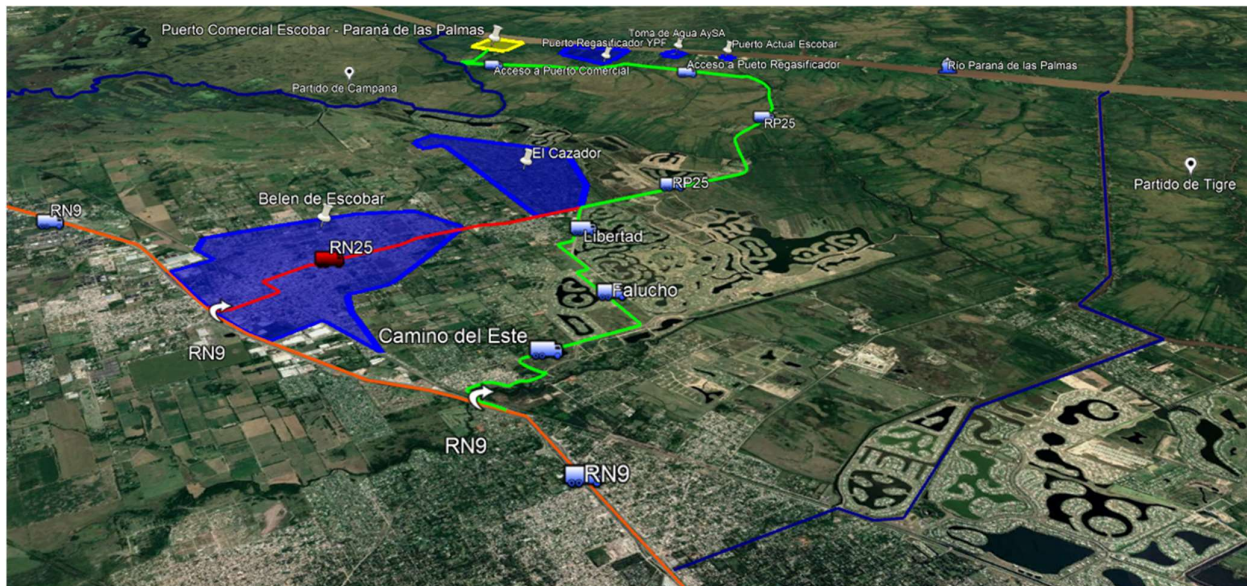 Puerto Comercial Escobar - Paraná de las Palmas
Toma de Agua AySA
Puerto Regasificador YPF
Puerto Actual Escobar
Acceso a Puerto Comercial
Acceso a Pueto Regasificador
Río Paraná de las Palmas
Partido de Campana
RP25
El Cazador
Partido de Tigre
RP25
Belen de Escobar
RN9
Libertad
RN25
Falucho
Camino del Este
RN9
RN9
RN9